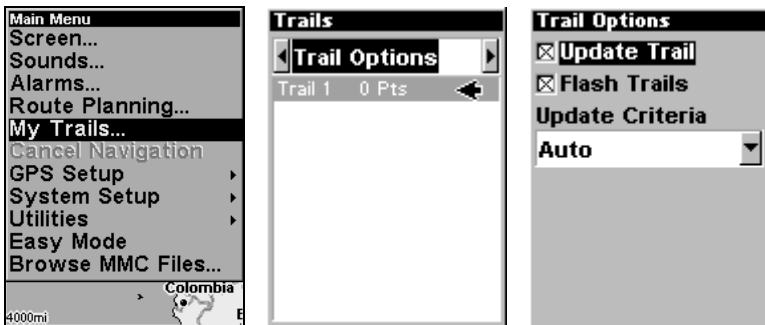 Main Menu
Screen...
Sounds...
Alarms...
Route Planning...
My Trails...
Cancel Navigation
GPS Setup
System Setup
Utilities
Easy Mode
Browse MMC Files...
Colombia
4000mi
Trails
Trail Options
Trail 1 0 Pts
Trail Options
Update Trail
Flash Trails
Update Criteria
Auto